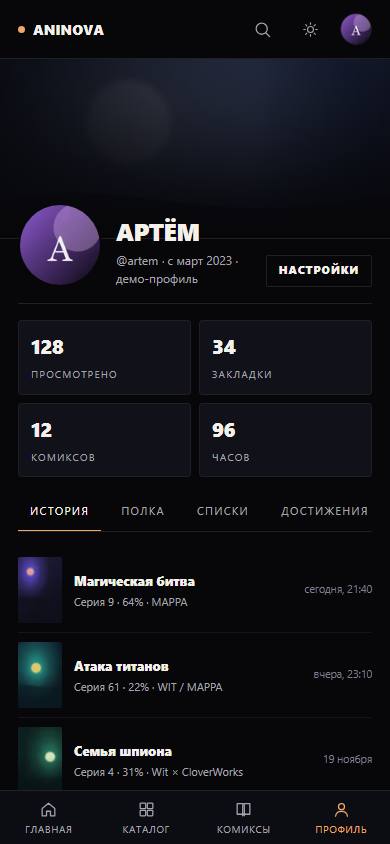 ANINOVA
A
A
АРТЁМ
@artem · с март 2023 ·
демо-профиль
НАСТРОЙКИ
128
ПРОСМОТРЕНО
34
ЗАКЛАДКИ
12
КОМИКСОВ
96
ЧАСОВ
ИСТОРИЯ ПОЛКА СПИСКИ ДОСТИЖЕНИЯ
Магическая битва
Серия 9 · 64% · MAPPA
сегодня, 21:40
Атака титанов
Серия 61 · 22% · WIT / MAPPA
вчера, 23:10
Семья шпиона
Серия 4 · 31% · Wit × CloverWorks
19 ноября
ГЛАВНАЯ КАТАЛОГ КОМИКСЫ ПРОФИЛЬ